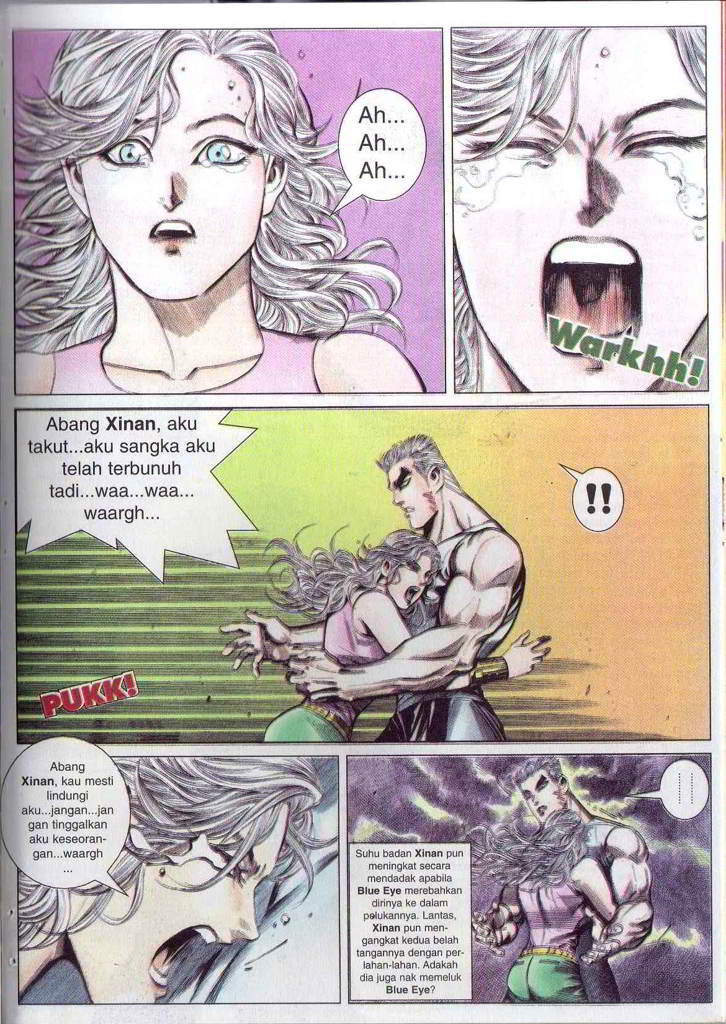 Ah...
Ah...
Ah...
Warkhh!
Abang Xinan, aku
takut...aku sangka aku
telah terbunuh
tadi...waa...waa...
waargh...
!!
PUKK!
Abang
Xinan, kau mesti
lindungi
aku...jangan...jan
gan tinggalkan
aku keseoran-
gan...waargh
...
Suhu badan Xinan pun
meningkat secara
mendadak apabila
Blue Eye merebahkan
dirinya ke dalam
pelukannya. Lantas,
Xinan pun men-
gangkat kedua belah
tangannya dengan per-
lahan-lahan. Adakah
dia juga nak memeluk
Blue Eye?